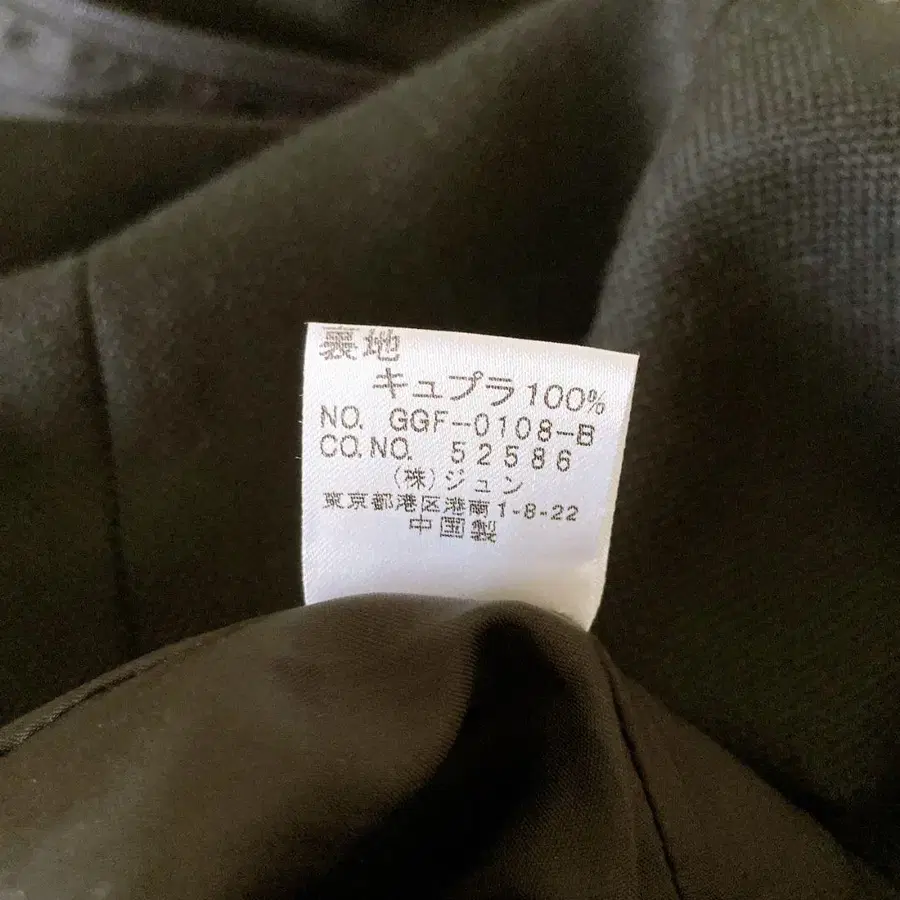 裏地
キュプラ100%
NO. GGF-0108-B
CO.NO. 52586
(株)ジュン
東京都港区港南1-8-22
中国製